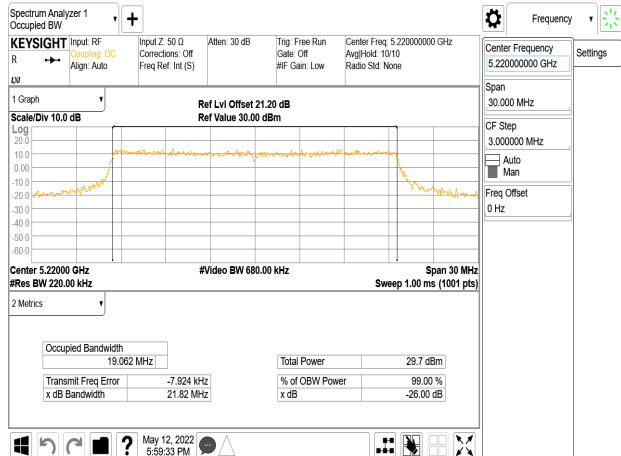 Spectrum Analyzer 1
Occupied BW
Frequency
KEYSIGHT
R
Input: RF
Coupling: DC
Align: Auto
Input Z: 50 Ω
Corrections: Off
Freq Ref: Int (S)
Atten: 30 dB
Trig: Free Run
Gate: Off
#IF Gain: Low
Center Freq: 5.220000000 GHz
Avg|Hold: 10/10
Radio Std: None
Center Frequency
5.220000000 GHz
Settings
Span
30.000 MHz
CF Step
3.000000 MHz
Auto
Man
Freq Offset
0 Hz
1 Graph
Scale/Div 10.0 dB
Ref Lvl Offset 21.20 dB
Ref Value 30.00 dBm
Log
20.0
10.0
0.00
-10.0
-20.0
-30.0
-40.0
-50.0
-60.0
Center 5.22000 GHz
#Video BW 680.00 kHz
Span 30 MHz
#Res BW 220.00 kHz
Sweep 1.00 ms (1001 pts)
2 Metrics
Occupied Bandwidth
19.062 MHz
Total Power 29.7 dBm
Transmit Freq Error -7.924 kHz
% of OBW Power 99.00 %
x dB Bandwidth 21.82 MHz
x dB -26.00 dB
?
May 12, 2022
5:59:33 PM